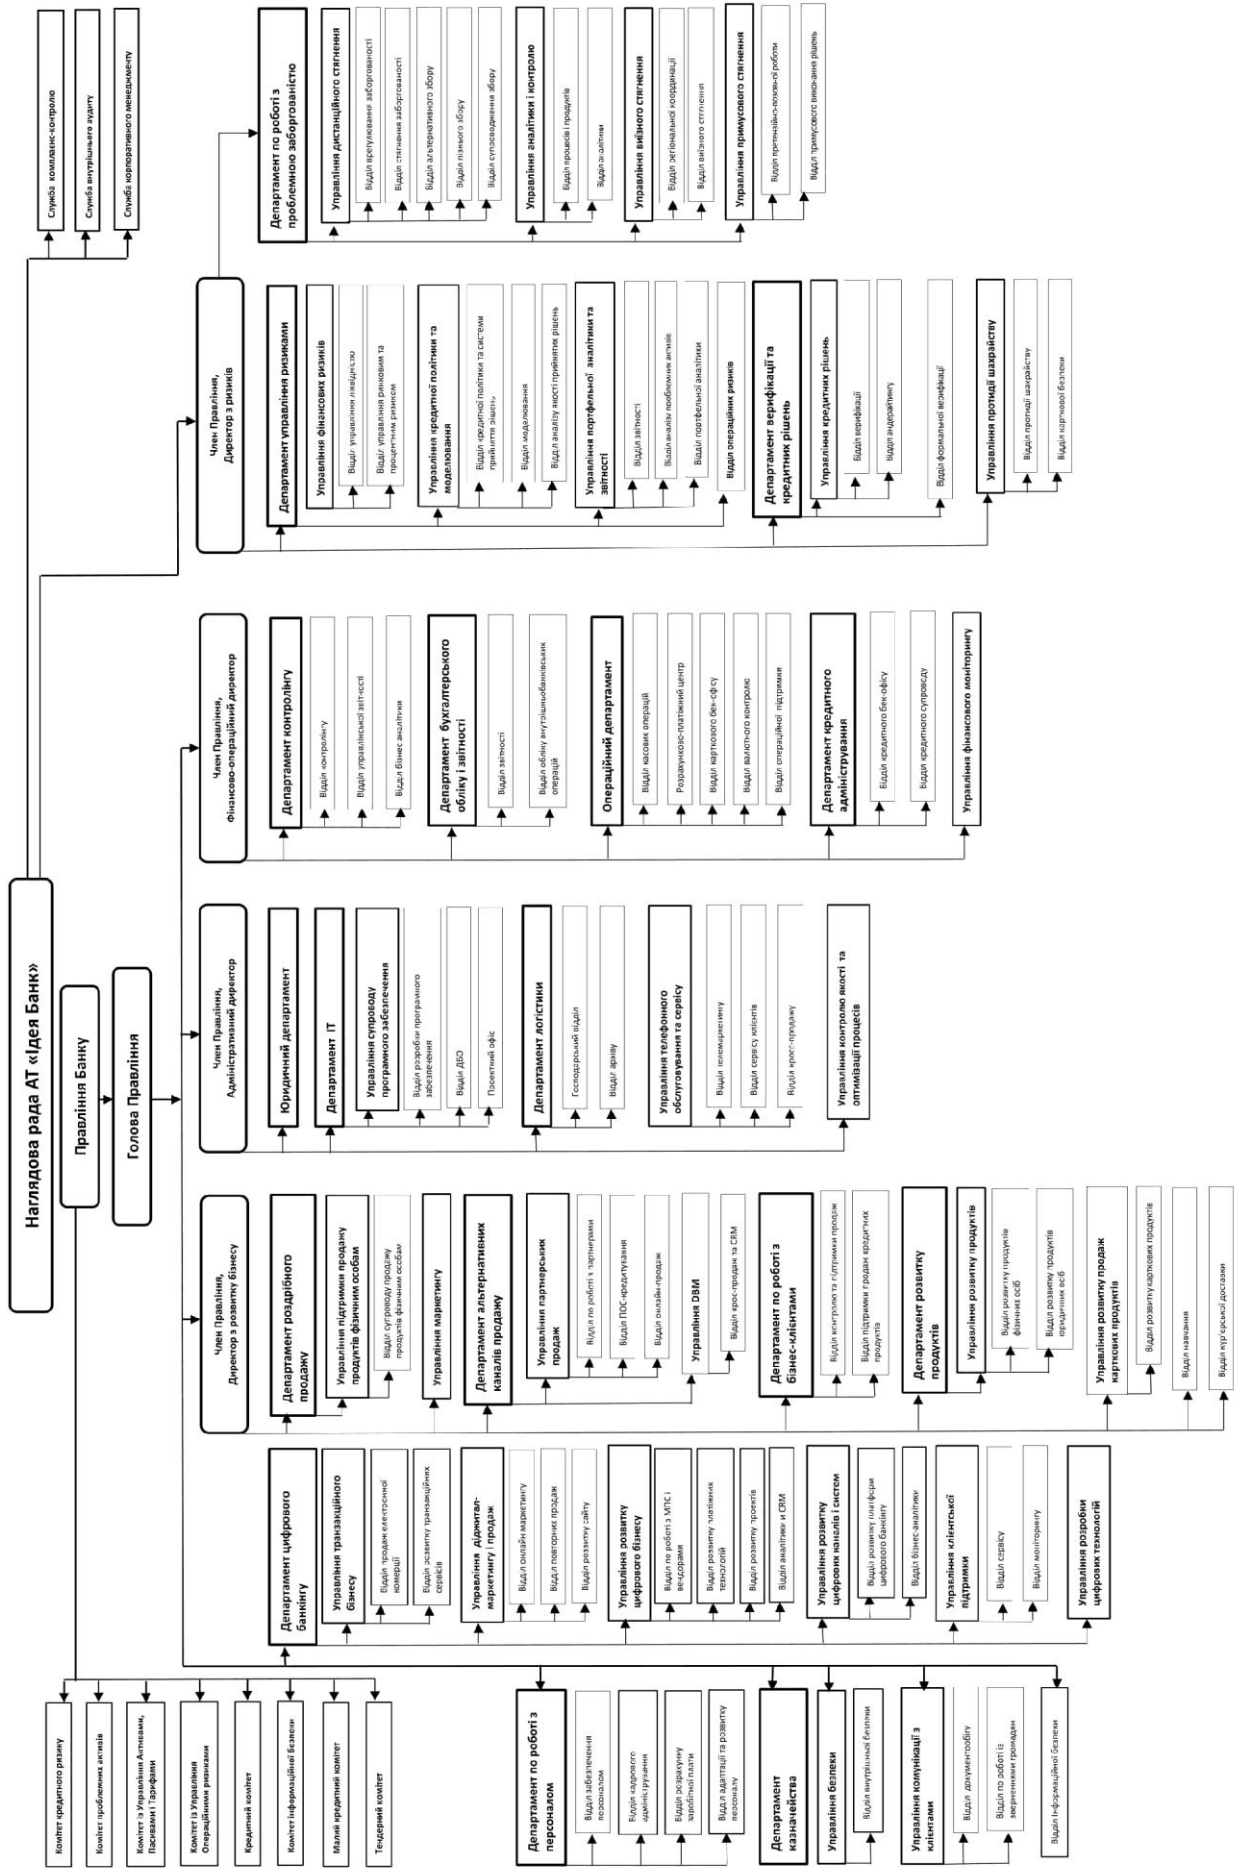 Наглядова рада АТ «Ідея Банк»
Правління Банку
Голова Правління
Служба комплаєнс-контролю
Служба внутрішнього аудиту
Служба корпоративного менеджменту
Комітет кредитного ризику
Комітет проблемних активів
Комітет із Управління Активами,
Пасивами і Тарифами
Комітет із Управління
Операційними ризиками
Кредитний комітет
Комітет інформаційної безпеки
Малий кредитний комітет
Тендерний комітет
Департамент по роботі з
персоналом
Відділ забезпечення
персоналом
Відділ кадрового
адміністрування
Відділ розрахунку
заробітної плати
Відділ адаптації та розвитку
персоналу
Департамент
казначейства
Управління безпеки
Відділ внутрішньої безпеки
Управління комунікації з
клієнтами
Відділ документообігу
Відділ по роботі із
зверненнями громадян
Відділ Інформаційної безпеки
Департамент цифрового
банкінгу
Управління транзакційного
бізнесу
Відділ продаж електронної
комерції
Відділ розвитку транзакційних
сервісів
Управління діджитал-
маркетингу і продаж
Відділ онлайн маркетингу
Відділ повторних продаж
Відділ розвитку сайту
Управління розвитку
цифрового бізнесу
Відділ по роботі з МПС і
вендорами
Відділ розвитку платіжних
технологій
Відділ розвитку проектів
Відділ аналітики и CRM
Управління розвитку
цифрових каналів і систем
Відділ розвитку платформ
цифрового банкінгу
Відділ бізнес-аналітики
Управління клієнтської
підтримки
Відділ сервісу
Відділ моніторингу
Управління розробки
цифрових технологій
Член Правління,
Директор з розвитку бізнесу
Департамент роздрібного
продажу
Управління підтримки продажу
продуктів фізичним особам
Відділ супроводу продажу
продуктів фізичним особам
Управління маркетингу
Департамент альтернативних
каналів продажу
Управління партнерських
продаж
Відділ по роботі з партнерами
Відділ ПОС-кредитування
Відділ онлайн-продаж
Управління DBM
Відділ крос-продаж та CRM
Департамент по роботі з
бізнес-клієнтами
Відділ контролю та підтримки продаж
Відділ підтримки продаж кредитних
продуктів
Департамент розвитку
продуктів
Управління розвитку продуктів
Відділ розвитку продуктів
фізичних осіб
Відділ розвитку продуктів
юридичних осіб
Управління розвитку продаж
карткових продуктів
Відділ розвитку карткових продуктів
Відділ навчання
Відділ кур'єрської доставки
Член Правління,
Адміністративний директор
Юридичний департамент
Департамент ІТ
Управління супроводу
програмного забезпечення
Відділ розробки програмного
забезпечення
Відділ ДБО
Проектний офіс
Департамент логістики
Господарський відділ
Відділ архіву
Управління телефонного
обслуговування та сервісу
Відділ телемаркетингу
Відділ сервісу клієнтів
Відділ кросс-продажу
Управління контролю якості та
оптимізації процесів
Член Правління,
Фінансово-операційний директор
Департамент контролінгу
Відділ контролінгу
Відділ управлінської звітності
Відділ бізнес аналітики
Департамент бухгалтерського
обліку і звітності
Відділ звітності
Відділ обліку внутрішньобанківських
операцій
Операційний департамент
Відділ касових операцій
Розрахунково-платіжний центр
Відділ карткового бек-офісу
Відділ валютного контролю
Відділ операційної підтримки
Департамент кредитного
адміністрування
Відділ кредитного бек-офісу
Відділ кредитного супроводу
Управління фінансового моніторингу
Член Правління,
Директор з ризиків
Департамент управління ризиками
Управління фінансових ризиків
Відділ управління ліквідністю
Відділ управління ринковим та
процентним ризиком
Управління кредитної політики та
моделювання
Відділ кредитної політики та системи
прийняття рішень
Відділ моделювання
Відділ аналізу якості прийнятих рішень
Управління портфельної аналітики та
звітності
Відділ звітності
Відділ аналізу проблемних активів
Відділ портфельної аналітики
Відділ операційних ризиків
Департамент верифікації та
кредитних рішень
Управління кредитних рішень
Відділ верифікації
Відділ андерайтингу
Відділ формальної верифікації
Управління протидії шахрайству
Відділ протидії шахрайству
Відділ карткової безпеки
Департамент по роботі з
проблемною заборгованістю
Управління дистанційного стягнення
Відділ врегулювання заборгованості
Відділ стягнення заборгованості
Відділ альтернативного збору
Відділ пізнього збору
Відділ супроводження збору
Управління аналітики і контролю
Відділ процесів і продуктів
Відділ аналітики
Управління виїзного стягнення
Відділ регіональної координації
Відділ виїзного стягнення
Управління примусового стягнення
Відділ претензійно-позовної роботи
Відділ примусового виконання рішень